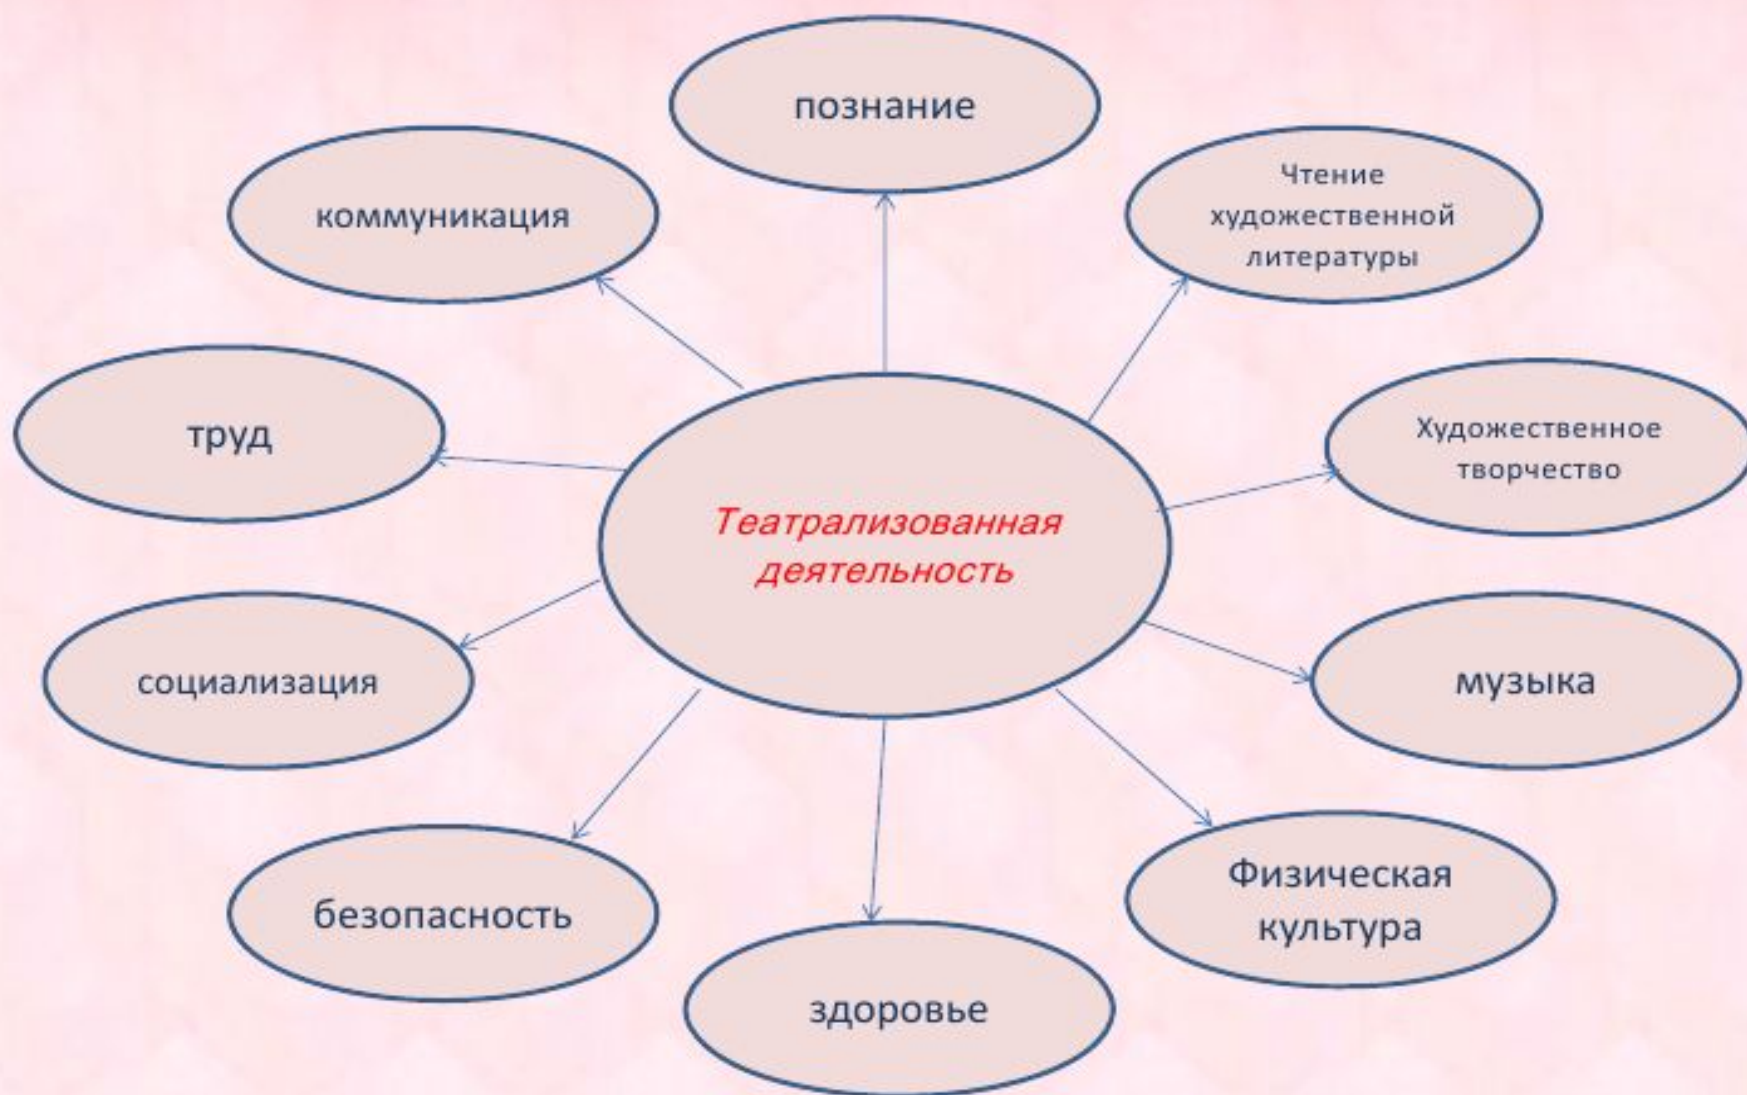 познание
коммуникация
Чтение
художественной
литературы
труд
Художественное
творчество
Театрализованная
деятельность
социализация
музыка
безопасность
Физическая
культура
здоровье